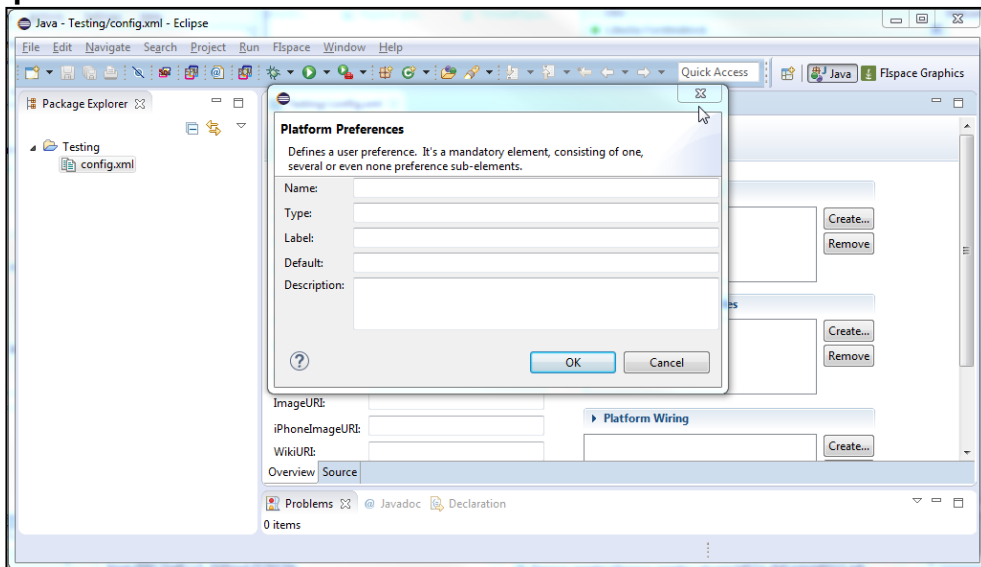 Java - Testing/config.xml - Eclipse
File Edit Navigate Search Project Run FIspace Window Help
Quick Access
Java
FIspace Graphics
Package Explorer
Testing
config.xml
Platform Preferences
Defines a user preference. It's a mandatory element, consisting of one,
several or even none preference sub-elements.
Name:
Type:
Label:
Default:
Description:
OK
Cancel
Create...
Remove
es
Create...
Remove
ImageURI:
iPhoneImageURI:
WikiURI:
Platform Wiring
Create...
Overview Source
Problems @ Javadoc Declaration
0 items